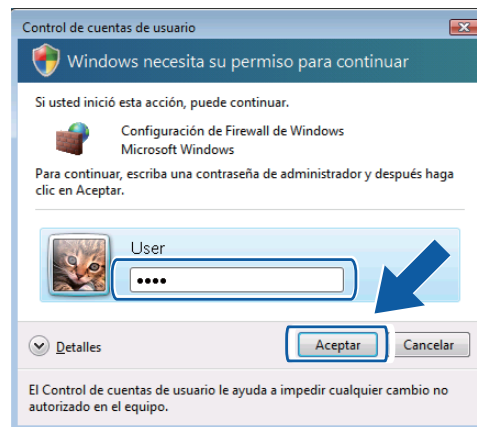 Control de cuentas de usuario
Windows necesita su permiso para continuar
Si usted inició esta acción, puede continuar.
Configuración de Firewall de Windows
Microsoft Windows
Para continuar, escriba una contraseña de administrador y después haga
clic en Aceptar.
User
••••
Detalles
Aceptar
Cancelar
El Control de cuentas de usuario le ayuda a impedir cualquier cambio no
autorizado en el equipo.